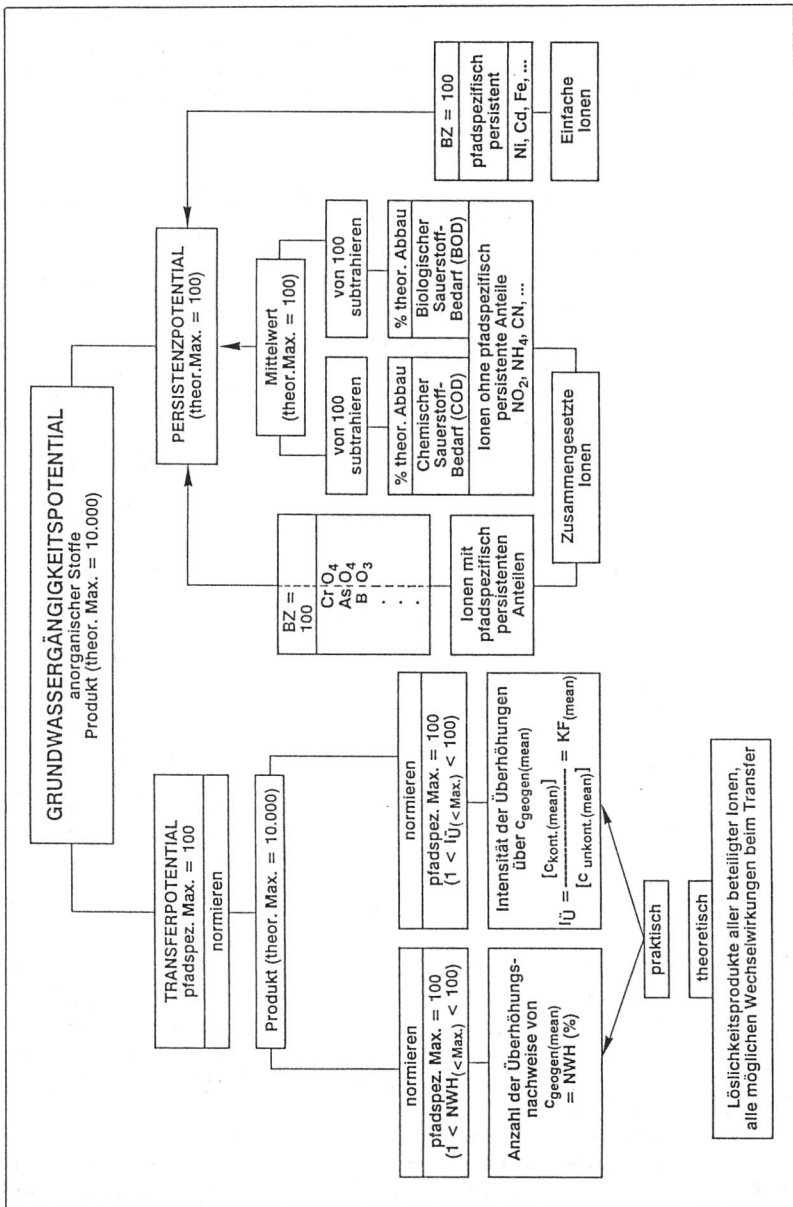 GRUNDWASSERGÄNGIGKEITSPOTENTIAL
anorganischer Stoffe
Produkt (theor. Max. = 10.000)
TRANSFERPOTENTIAL
pfadspez. Max. = 100
normieren
Produkt (theor. Max. = 10.000)
normieren
pfadspez. Max. = 100
(1 < NWH(<Max.) < 100)
Anzahl der Überhöhungs-
nachweise von
cgeogen(mean)
= NWH (%)
normieren
pfadspez. Max. = 100
(1 < IÜ(<Max.) < 100)
Intensität der Überhöhungen
über cgeogen(mean)
IÜ = [ckont.(mean)] / [c unkont.(mean)] = KF(mean)
praktisch
theoretisch
Löslichkeitsprodukte aller beteiligter Ionen,
alle möglichen Wechselwirkungen beim Transfer
PERSISTENZPOTENTIAL
(theor.Max. = 100)
BZ =
100
CrO4
AsO4
B O3
. .
. .
Ionen mit
pfadspezifisch
persistenten
Anteilen
Mittelwert
(theor.Max. = 100)
von 100
subtrahieren
% theor. Abbau
Chemischer
Sauerstoff-
Bedarf (COD)
von 100
subtrahieren
% theor. Abbau
Biologischer
Sauerstoff-
Bedarf (BOD)
Ionen ohne pfadspezifisch
persistente Anteile
NO2, NH4, CN, ...
Zusammengesetzte
Ionen
BZ = 100
pfadspezifisch
persistent
Ni, Cd, Fe, ...
Einfache
Ionen